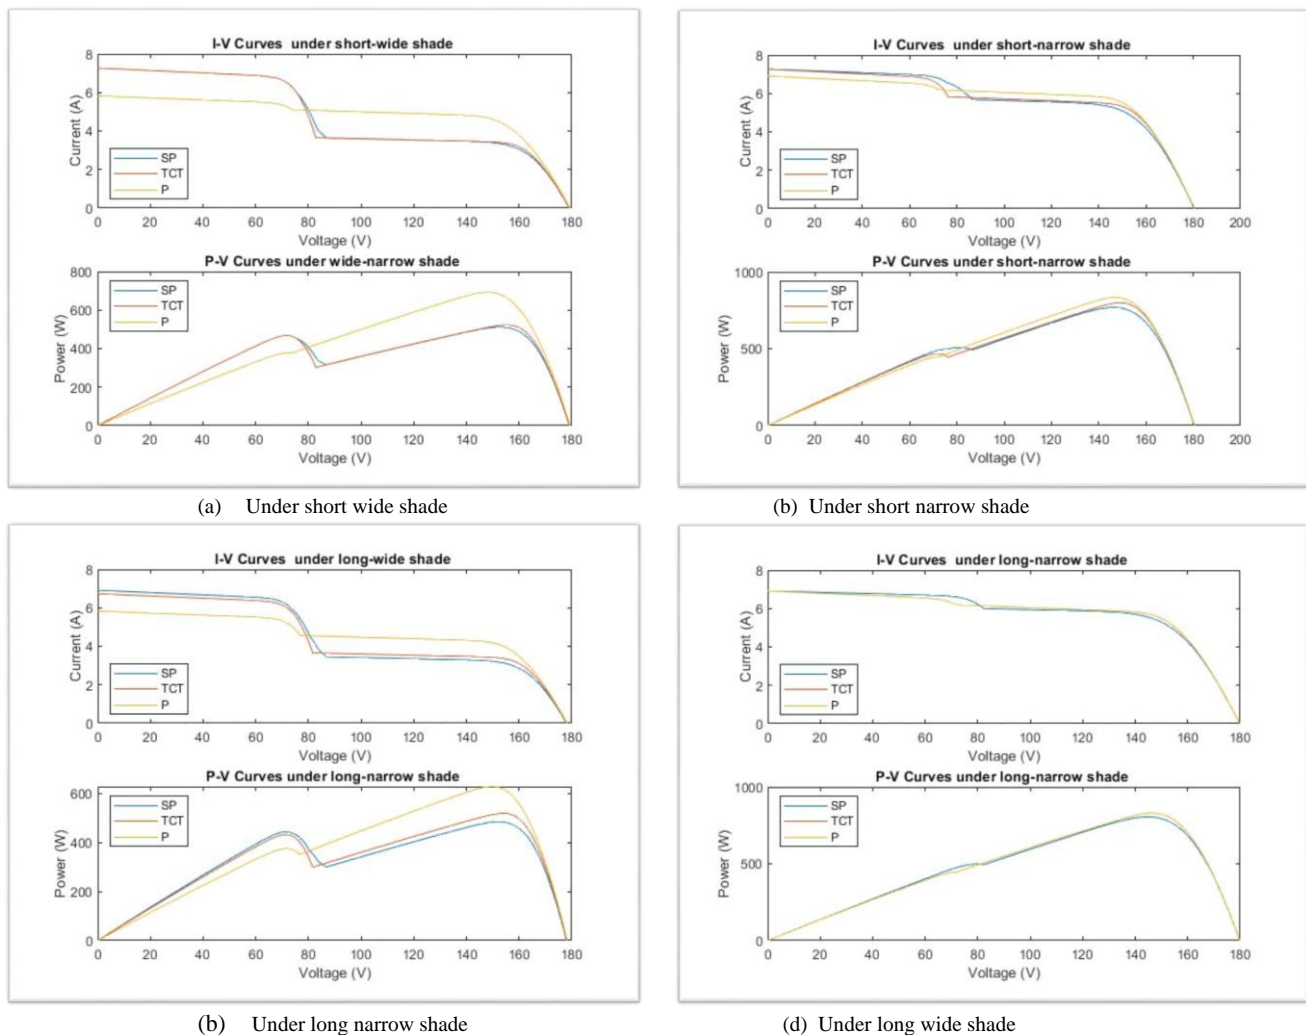 I-V Curves under short-wide shade
8
6
4
2
0
Current (A)
SP
TCT
P
0 20 40 60 80 100 120 140 160 180
Voltage (V)
P-V Curves under wide-narrow shade
800
600
400
200
0
Power (W)
SP
TCT
P
0 20 40 60 80 100 120 140 160 180
Voltage (V)
(a) Under short wide shade
I-V Curves under short-narrow shade
8
6
4
2
0
Current (A)
SP
TCT
P
0 20 40 60 80 100 120 140 160 180 200
Voltage (V)
P-V Curves under short-narrow shade
1000
500
0
Power (W)
SP
TCT
P
0 20 40 60 80 100 120 140 160 180 200
Voltage (V)
(b) Under short narrow shade
I-V Curves under long-wide shade
8
6
4
2
0
Current (A)
SP
TCT
P
0 20 40 60 80 100 120 140 160 180
Voltage (V)
P-V Curves under long-narrow shade
600
400
200
0
Power (W)
SP
TCT
P
0 20 40 60 80 100 120 140 160 180
Voltage (V)
(b) Under long narrow shade
I-V Curves under long-narrow shade
8
6
4
2
0
Current (A)
SP
TCT
P
0 20 40 60 80 100 120 140 160 180
Voltage (V)
P-V Curves under long-narrow shade
1000
500
0
Power (W)
SP
TCT
P
0 20 40 60 80 100 120 140 160 180
Voltage (V)
(d) Under long wide shade